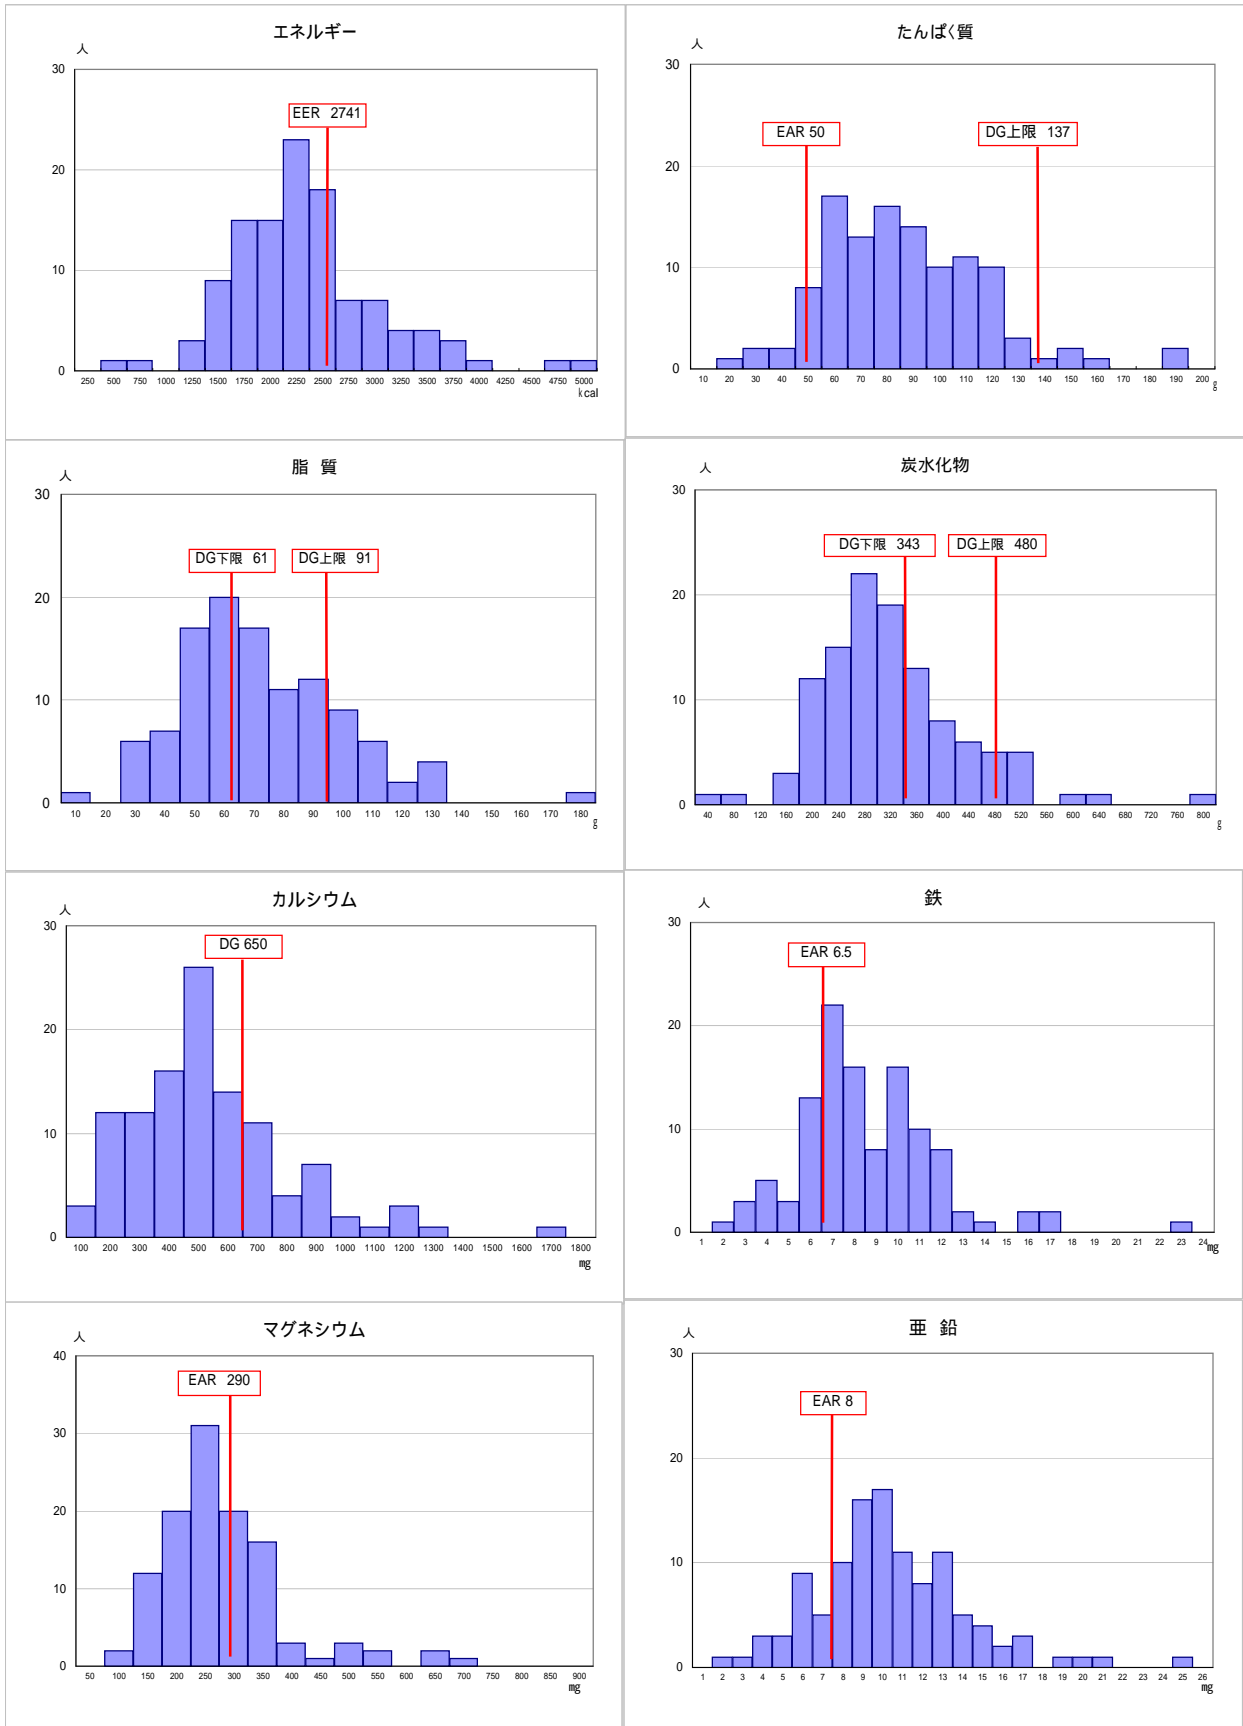 エネルギー
人
30
20
10
0
EER 2741
250 500 750 1000 1250 1500 1750 2000 2250 2500 2750 3000 3250 3500 3750 4000 4250 4500 4750 5000
kcal
たんぱく質
人
30
20
10
0
EAR 50
DG上限 137
10 20 30 40 50 60 70 80 90 100 110 120 130 140 150 160 170 180 190 200
g
脂 質
人
30
20
10
0
DG下限 61
DG上限 91
10 20 30 40 50 60 70 80 90 100 110 120 130 140 150 160 170 180
g
炭水化物
人
30
20
10
0
DG下限 343
DG上限 480
40 80 120 160 200 240 280 320 360 400 440 480 520 560 600 640 680 720 760 800
g
カルシウム
人
30
20
10
0
DG 650
100 200 300 400 500 600 700 800 900 1000 1100 1200 1300 1400 1500 1600 1700 1800
mg
鉄
人
30
20
10
0
EAR 6.5
1 2 3 4 5 6 7 8 9 10 11 12 13 14 15 16 17 18 19 20 21 22 23 24
mg
マグネシウム
人
40
30
20
10
0
EAR 290
50 100 150 200 250 300 350 400 450 500 550 600 650 700 750 800 850 900
mg
亜 鉛
人
30
20
10
0
EAR 8
1 2 3 4 5 6 7 8 9 10 11 12 13 14 15 16 17 18 19 20 21 22 23 24 25 26
mg